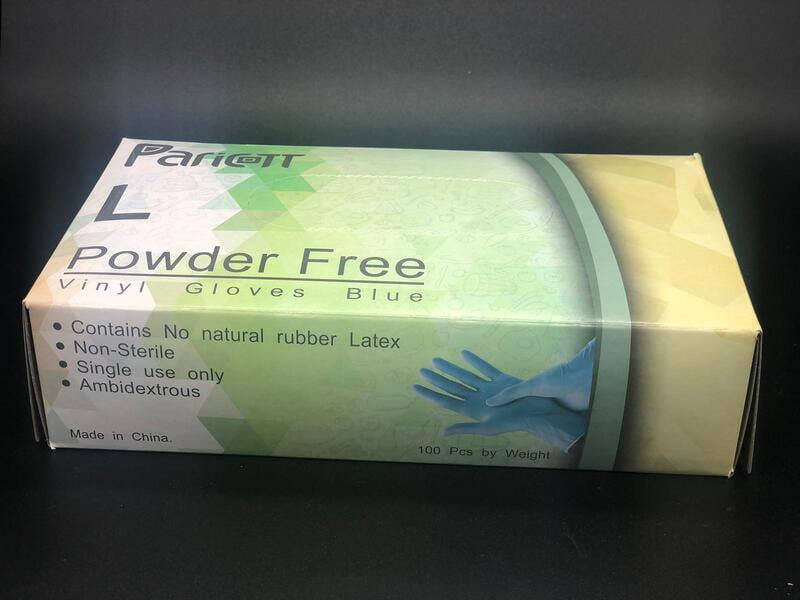 Paricott
L
Powder Free
Vinyl Gloves Blue
• Contains No natural rubber Latex
• Non-Sterile
• Single use only
• Ambidextrous
Made in China.
100 Pcs by Weight